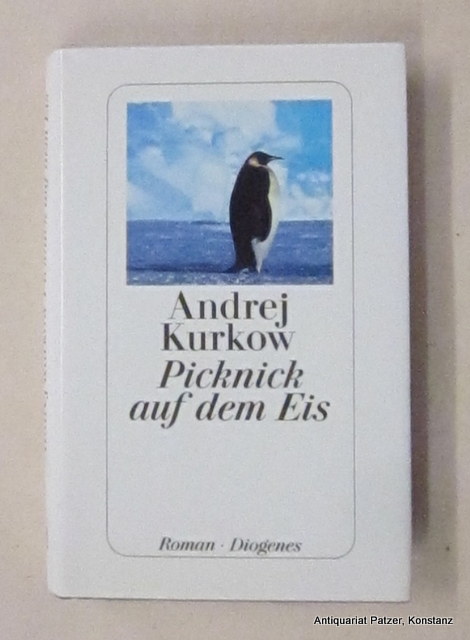 Andrej
Kurkow
Picknick
auf dem Eis
Roman · Diogenes
Antiquariat Patzer, Konstanz